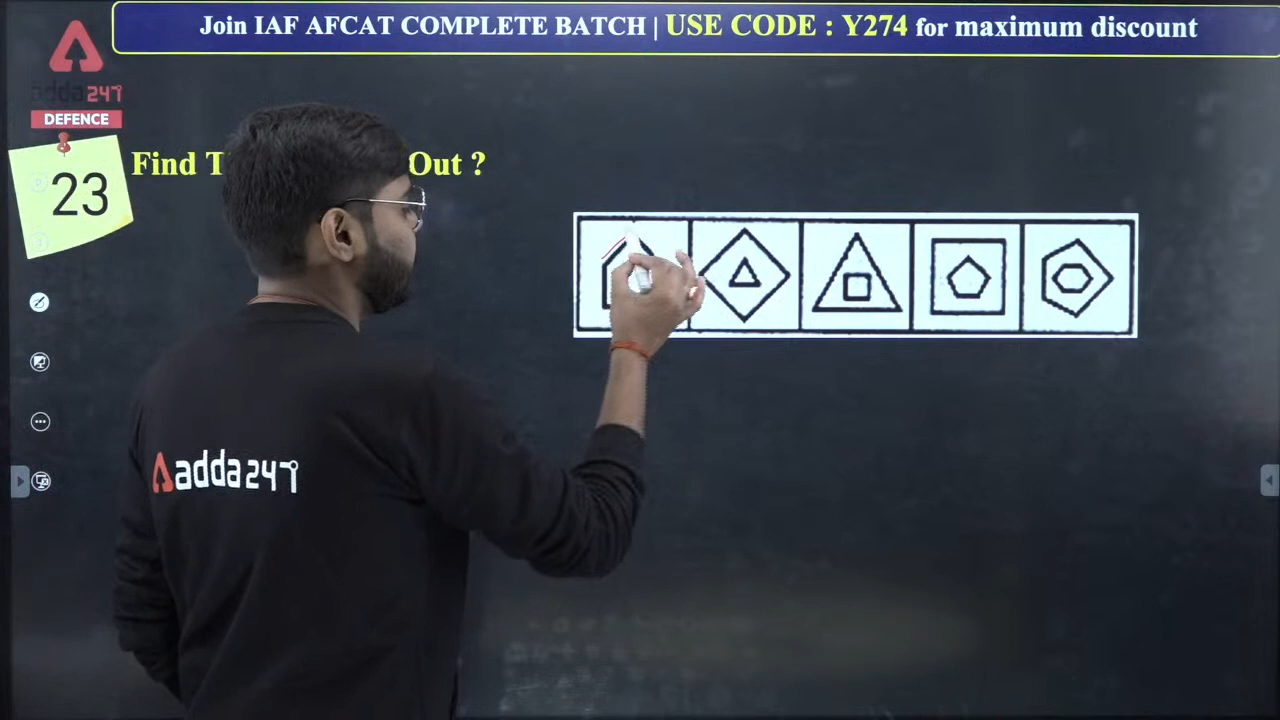 Join IAF AFCAT COMPLETE BATCH | USE CODE : Y274 for maximum discount
adda247
DEFENCE
23
Find Out ?
adda247